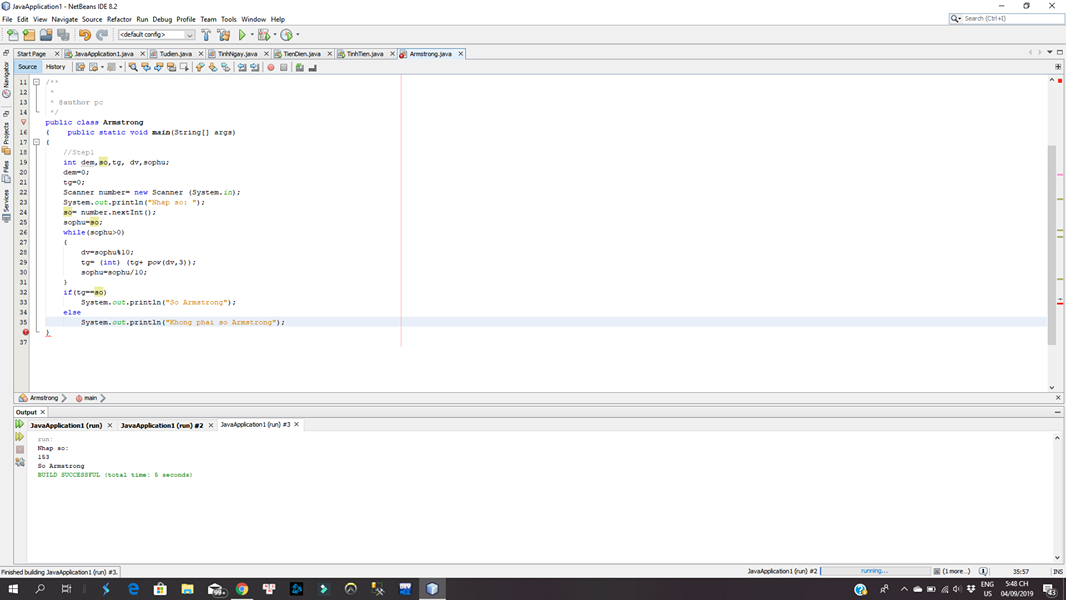 JavaApplication1 - NetBeans IDE 8.2
File Edit View Navigate Source Refactor Run Debug Profile Team Tools Window Help
Search (Ctrl+I)
<default config>
Start Page JavaApplication1.java Tudien.java TinhNgay.java TienDien.java TinhTien.java Armstrong.java
Source History
Navigator
Projects
Files
Services
11 /**
12 *
13 * @author pc
14 */
public class Armstrong
16 { public static void main(String[] args)
17 {
18 //Step1
19 int dem,so,tg, dv,sophu;
20 dem=0;
21 tg=0;
22 Scanner number= new Scanner (System.in);
23 System.out.println("Nhap so: ");
24 so= number.nextInt();
25 sophu=so;
26 while(sophu>0)
27 {
28 dv=sophu%10;
29 tg= (int) (tg+ pow(dv,3));
30 sophu=sophu/10;
31 }
32 if(tg==so)
33 System.out.println("So Armstrong");
34 else
35 System.out.println("Khong phai so Armstrong");
}
37
Armstrong main
Output
JavaApplication1 (run) JavaApplication1 (run) #2 JavaApplication1 (run) #3
run:
Nhap so:
153
So Armstrong
BUILD SUCCESSFUL (total time: 5 seconds)
Finished building JavaApplication1 (run) #3.
JavaApplication1 (run) #2 running... (1 more...) 35:57 INS
99+
ENG 5:48 CH
US 04/09/2019
43